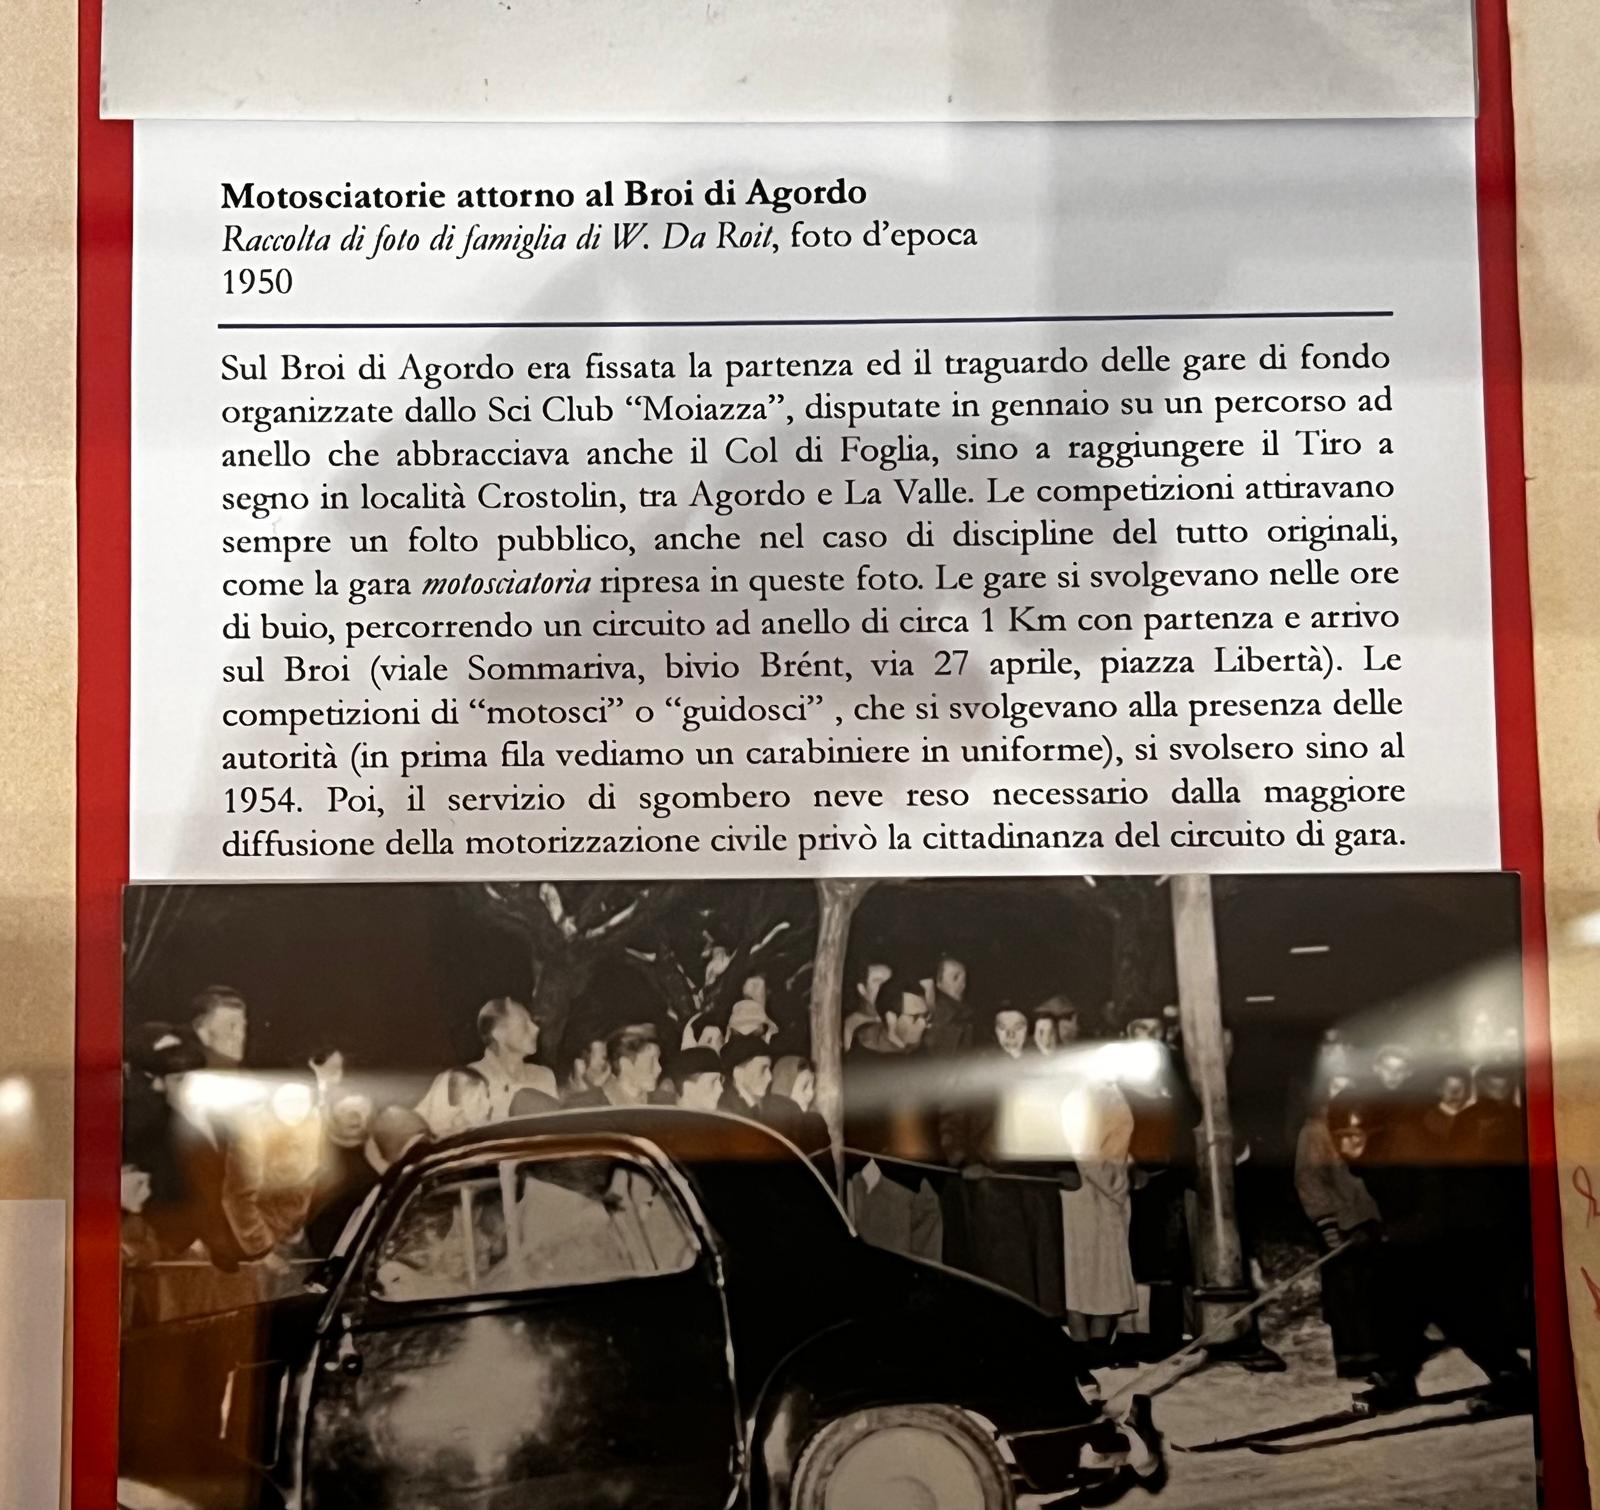 Motosciatorie attorno al Broi di Agordo
Raccolta di foto di famiglia di W. Da Roit, foto d’epoca
1950
Sul Broi di Agordo era fissata la partenza ed il traguardo delle gare di fondo
organizzate dallo Sci Club “Moiazza”, disputate in gennaio su un percorso ad
anello che abbracciava anche il Col di Foglia, sino a raggiungere il Tiro a
segno in località Crostolin, tra Agordo e La Valle. Le competizioni attiravano
sempre un folto pubblico, anche nel caso di discipline del tutto originali,
come la gara motosciatoria ripresa in queste foto. Le gare si svolgevano nelle ore
di buio, percorrendo un circuito ad anello di circa 1 Km con partenza e arrivo
sul Broi (viale Sommariva, bivio Brént, via 27 aprile, piazza Libertà). Le
competizioni di “motosci” o “guidosci” , che si svolgevano alla presenza delle
autorità (in prima fila vediamo un carabiniere in uniforme), si svolsero sino al
1954. Poi, il servizio di sgombero neve reso necessario dalla maggiore
diffusione della motorizzazione civile privò la cittadinanza del circuito di gara.